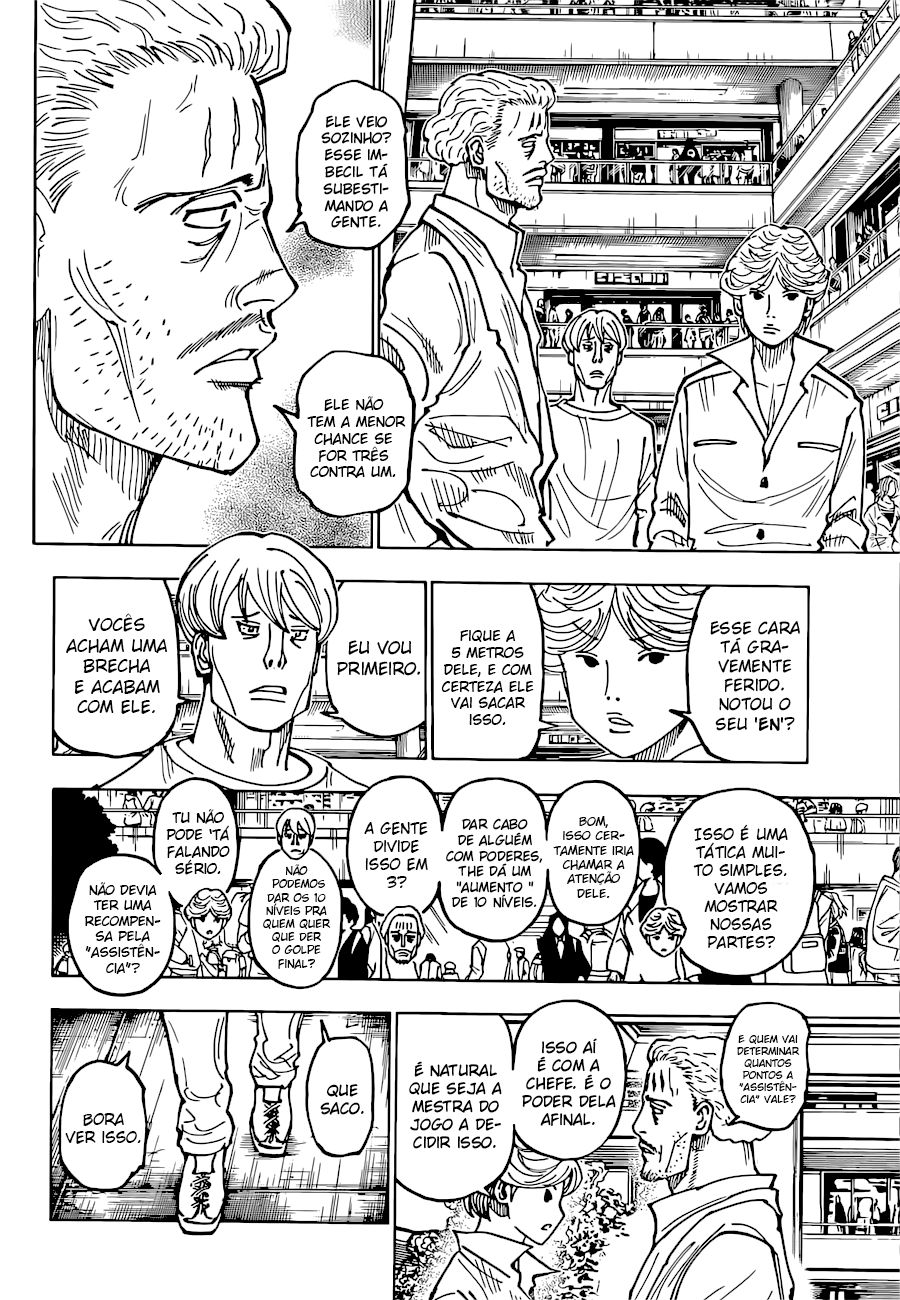 ELE VEIO
SOZINHO?
ESSE IM-
BECIL TÁ
SUBESTI-
MANDO A
GENTE.
ELE NÃO
TEM A MENOR
CHANCE SE
FOR TRÊS
CONTRA UM.
ESSE CARA
TÁ GRA-
VEMENTE
FERIDO.
NOTOU O
SEU 'EN'?
FIQUE A
5 METROS
DELE, E COM
CERTEZA ELE
VAI SACAR
ISSO.
EU VOU
PRIMEIRO.
VOCÊS
ACHAM UMA
BRECHA
E ACABAM
COM ELE.
ISSO É UMA
TÁTICA MUI-
TO SIMPLES.
VAMOS
MOSTRAR
NOSSAS
PARTES?
BOM,
ISSO CER-
TAMENTE IRIA
CHAMAR A
ATENÇÃO
DELE.
DAR CABO
DE ALGUÉM
COM PODERES,
THE DÁ UM
"AUMENTO "
DE 10 NÍVEIS.
A GENTE
DIVIDE
ISSO EM
3?
NÃO
PODEMOS
DAR OS 10
NÍVEIS PRA
QUEM QUER
QUE DER
O GOLPE
FINAL?
TU NÃO
PODE 'TÁ
FALANDO
SÉRIO.
NÃO DEVIA
TER UMA
RECOMPEN-
SA PELA
"ASSISTÊN-
CIA"?
E QUEM VAI
DETERMINAR
QUANTOS
PONTOS A
"ASSISTÊN-
CIA" VALE?
ISSO AÍ
É COM A
CHEFE. É O
PODER DELA
AFINAL.
É NATURAL
QUE SEJA A
MESTRA DO
JOGO A DE-
CIDIR ISSO.
QUE
SACO.
BORA
VER ISSO.